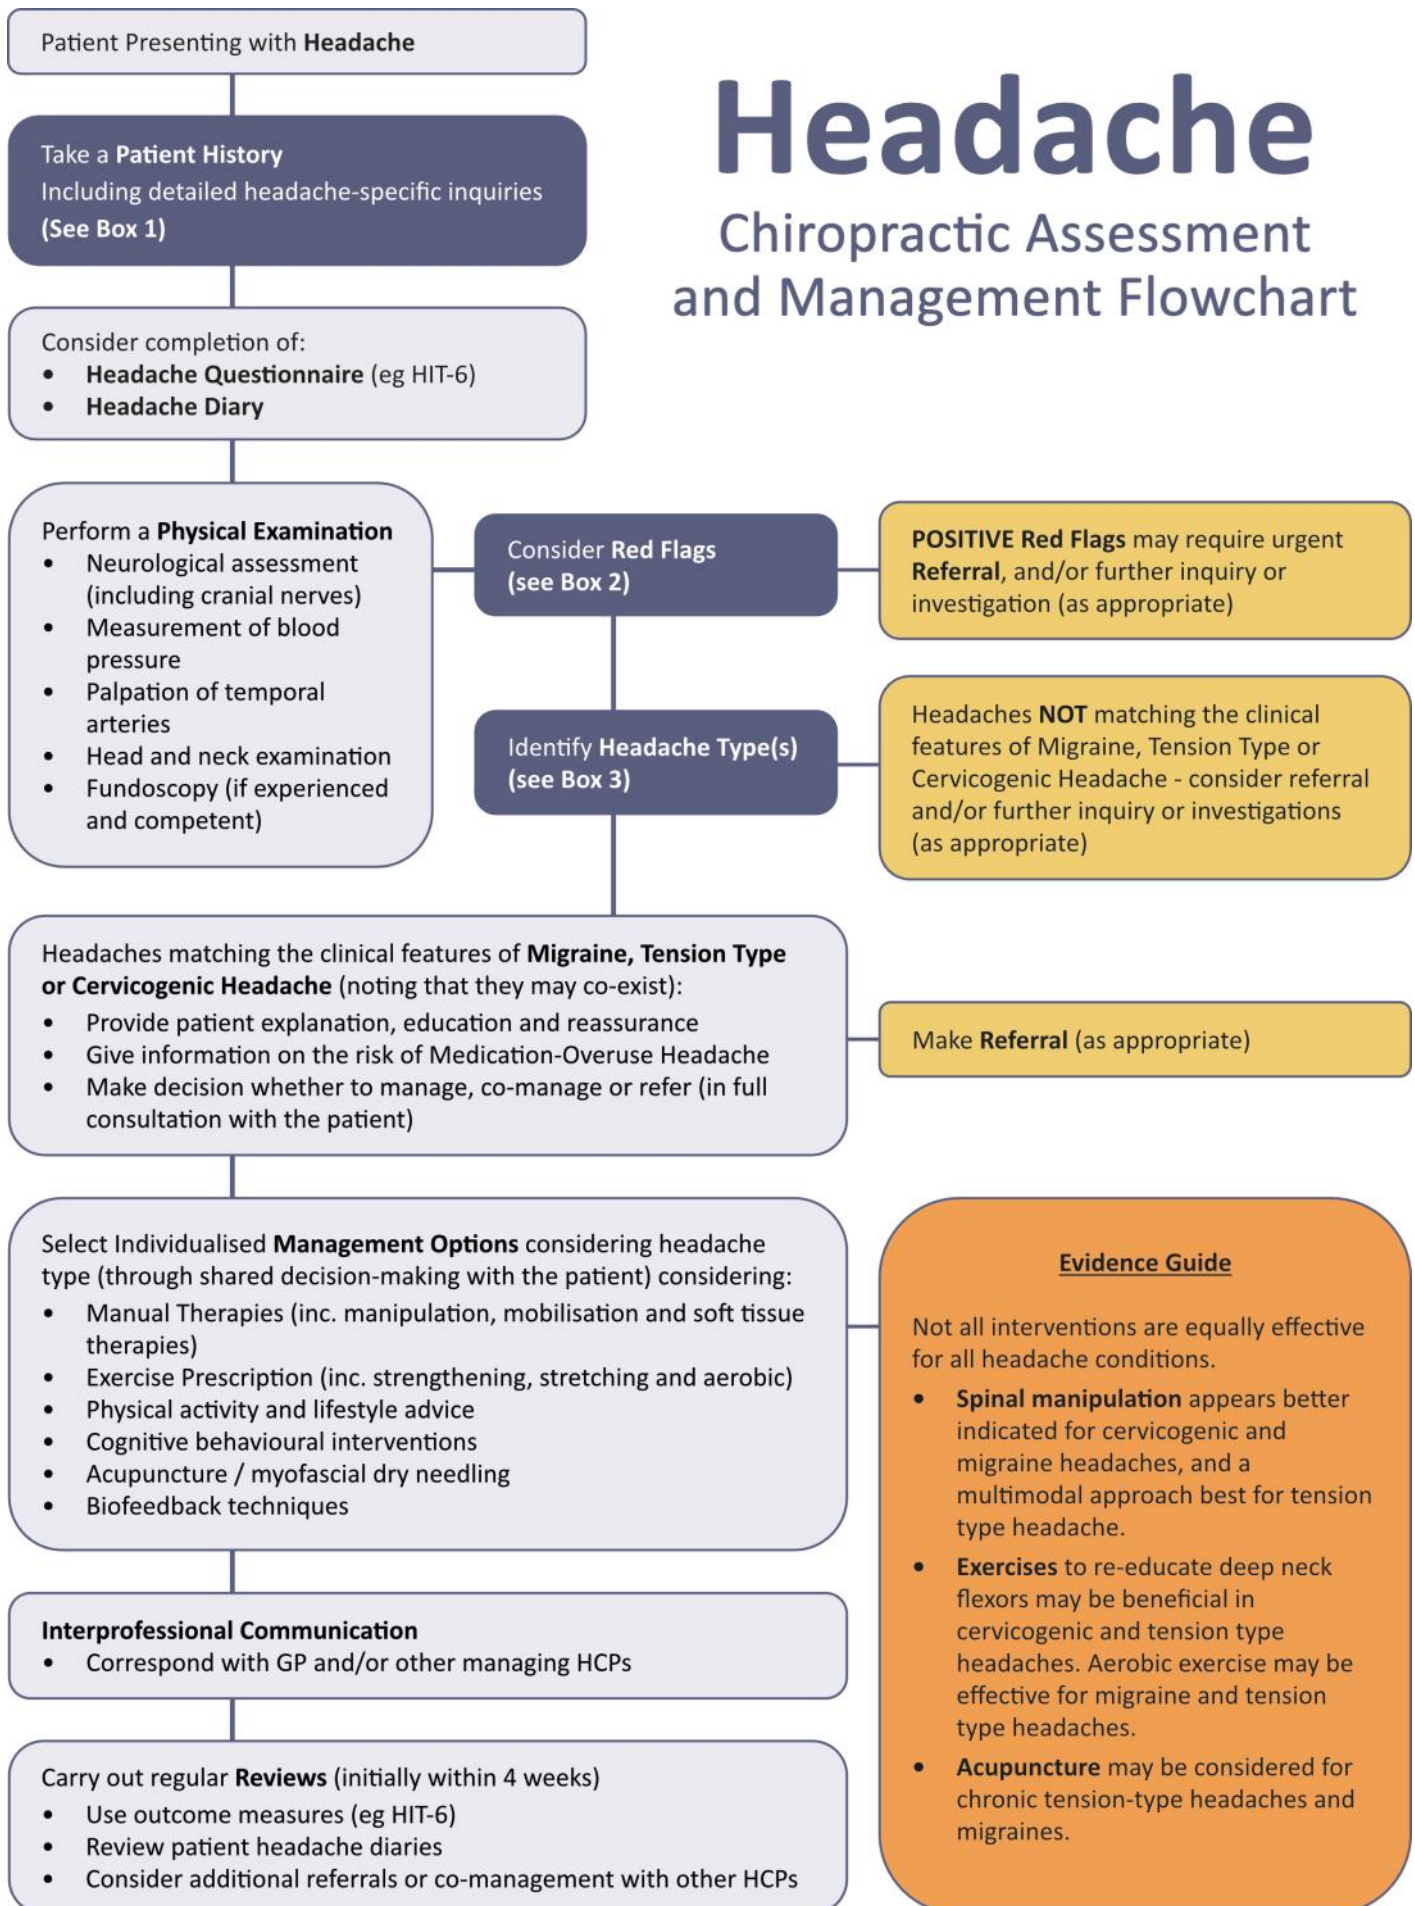 Patient Presenting with Headache
Headache
Chiropractic Assessment
and Management Flowchart
Take a Patient History
Including detailed headache-specific inquiries
(See Box 1)
Consider completion of:
• Headache Questionnaire (eg HIT-6)
• Headache Diary
Perform a Physical Examination
• Neurological assessment
(including cranial nerves)
• Measurement of blood
pressure
• Palpation of temporal
arteries
• Head and neck examination
• Fundoscopy (if experienced
and competent)
Consider Red Flags
(see Box 2)
POSITIVE Red Flags may require urgent
Referral, and/or further inquiry or
investigation (as appropriate)
Identify Headache Type(s)
(see Box 3)
Headaches NOT matching the clinical
features of Migraine, Tension Type or
Cervicogenic Headache - consider referral
and/or further inquiry or investigations
(as appropriate)
Headaches matching the clinical features of Migraine, Tension Type
or Cervicogenic Headache (noting that they may co-exist):
• Provide patient explanation, education and reassurance
• Give information on the risk of Medication-Overuse Headache
• Make decision whether to manage, co-manage or refer (in full
consultation with the patient)
Make Referral (as appropriate)
Select Individualised Management Options considering headache
type (through shared decision-making with the patient) considering:
• Manual Therapies (inc. manipulation, mobilisation and soft tissue
therapies)
• Exercise Prescription (inc. strengthening, stretching and aerobic)
• Physical activity and lifestyle advice
• Cognitive behavioural interventions
• Acupuncture / myofascial dry needling
• Biofeedback techniques
Evidence Guide
Not all interventions are equally effective
for all headache conditions.
• Spinal manipulation appears better
indicated for cervicogenic and
migraine headaches, and a
multimodal approach best for tension
type headache.
• Exercises to re-educate deep neck
flexors may be beneficial in
cervicogenic and tension type
headaches. Aerobic exercise may be
effective for migraine and tension
type headaches.
• Acupuncture may be considered for
chronic tension-type headaches and
migraines.
Interprofessional Communication
• Correspond with GP and/or other managing HCPs
Carry out regular Reviews (initially within 4 weeks)
• Use outcome measures (eg HIT-6)
• Review patient headache diaries
• Consider additional referrals or co-management with other HCPs